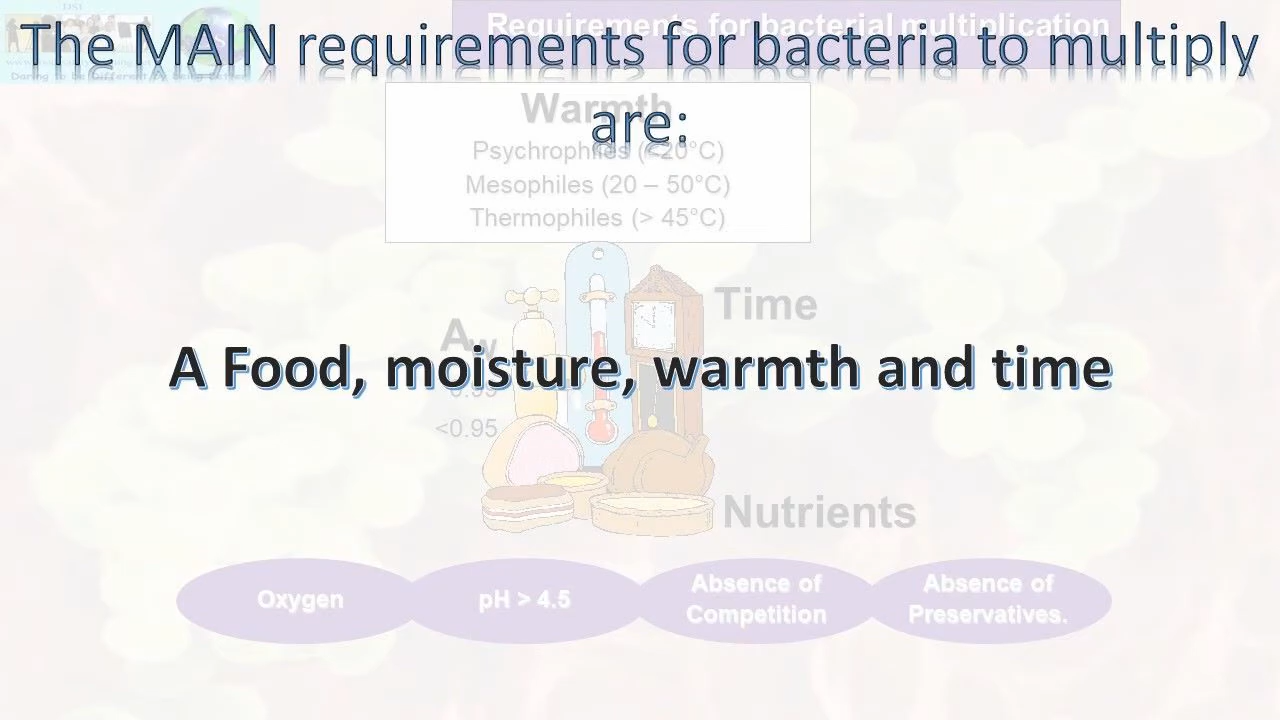 The MAIN requirements for bacteria to multiply
are:
Requirements for bacterial multiplication
Warmth
Psychrophiles (<20°C)
Mesophiles (20 – 50°C)
Thermophiles (> 45°C)
Time
Aw
A Food, moisture, warmth and time
<0.95
Nutrients
Oxygen
pH > 4.5
Absence of
Competition
Absence of
Preservatives.